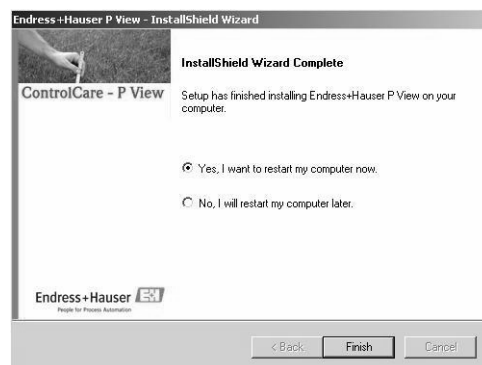 Endress+Hauser P View - InstallShield Wizard
ControlCare - P View
InstallShield Wizard Complete
Setup has finished installing Endress+Hauser P View on your
computer.
Yes, I want to restart my computer now.
No, I will restart my computer later.
Endress+Hauser EH
People for Process Automation
< Back
Finish
Cancel